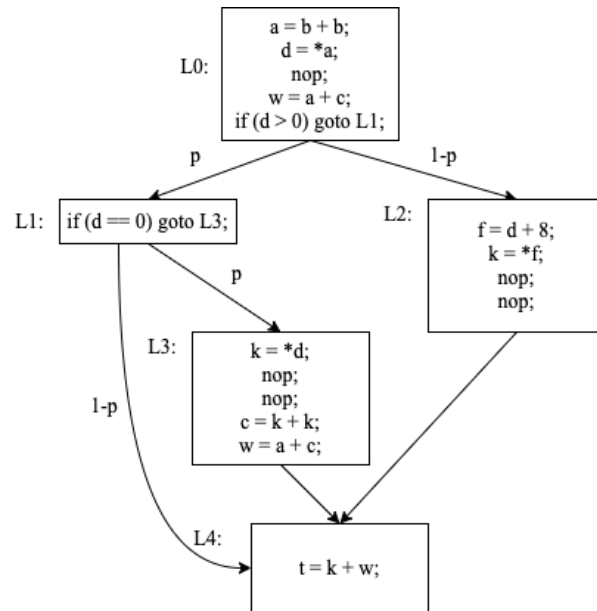 L0:
a = b + b;
d = *a;
nop;
w = a + c;
if (d > 0) goto L1;
p
1-p
L1:
if (d == 0) goto L3;
L2:
f = d + 8;
k = *f;
nop;
nop;
p
1-p
L3:
k = *d;
nop;
nop;
c = k + k;
w = a + c;
L4:
t = k + w;